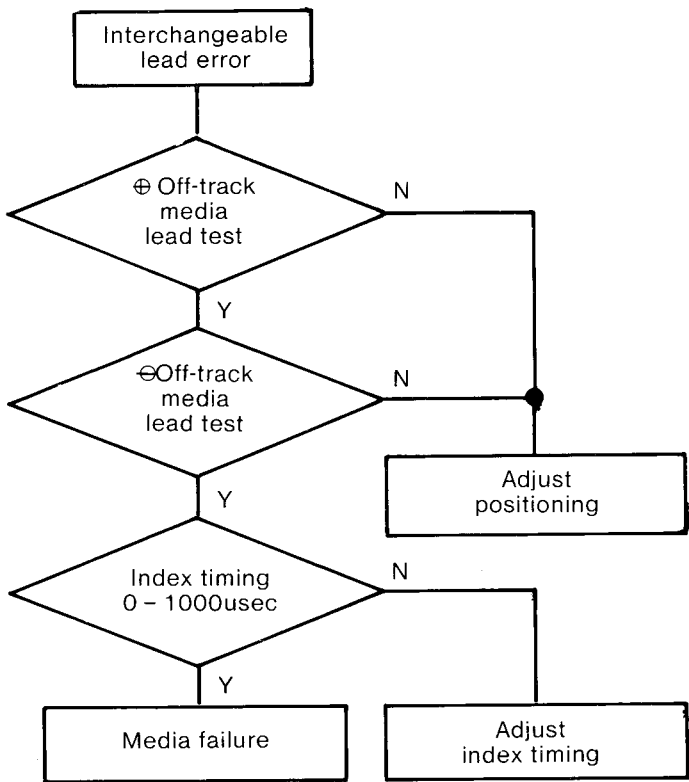 Interchangeable
lead error
⊕ Off-track
media
lead test
N
Y
⊖Off-track
media
lead test
N
Adjust
positioning
Y
Index timing
0 – 1000usec
N
Y
Media failure
Adjust
index timing